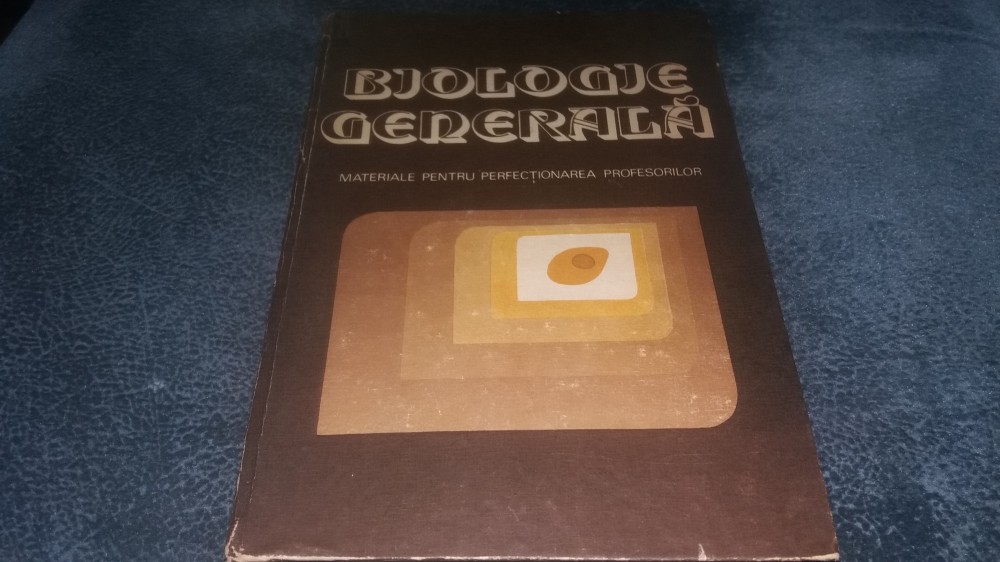 BIOLOGIE
GENERALĂ
MATERIALE PENTRU PERFECȚIONAREA PROFESORILOR